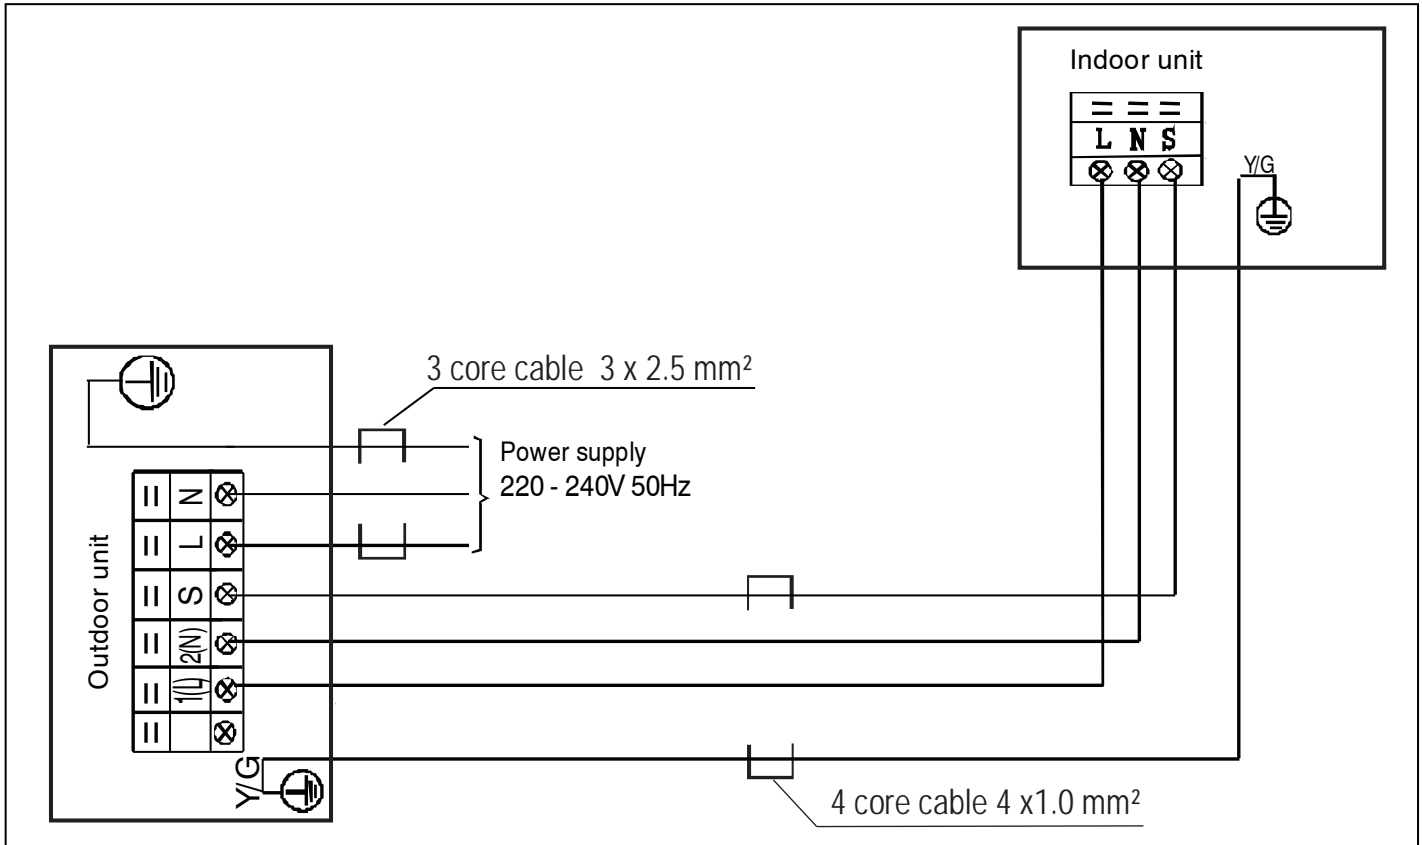 Indoor unit
L N S
Y/G
3 core cable 3 x 2.5 mm²
Power supply
220 - 240V 50Hz
Outdoor unit
N
L
S
2(N)
1(L)
Y/G
4 core cable 4 x1.0 mm²